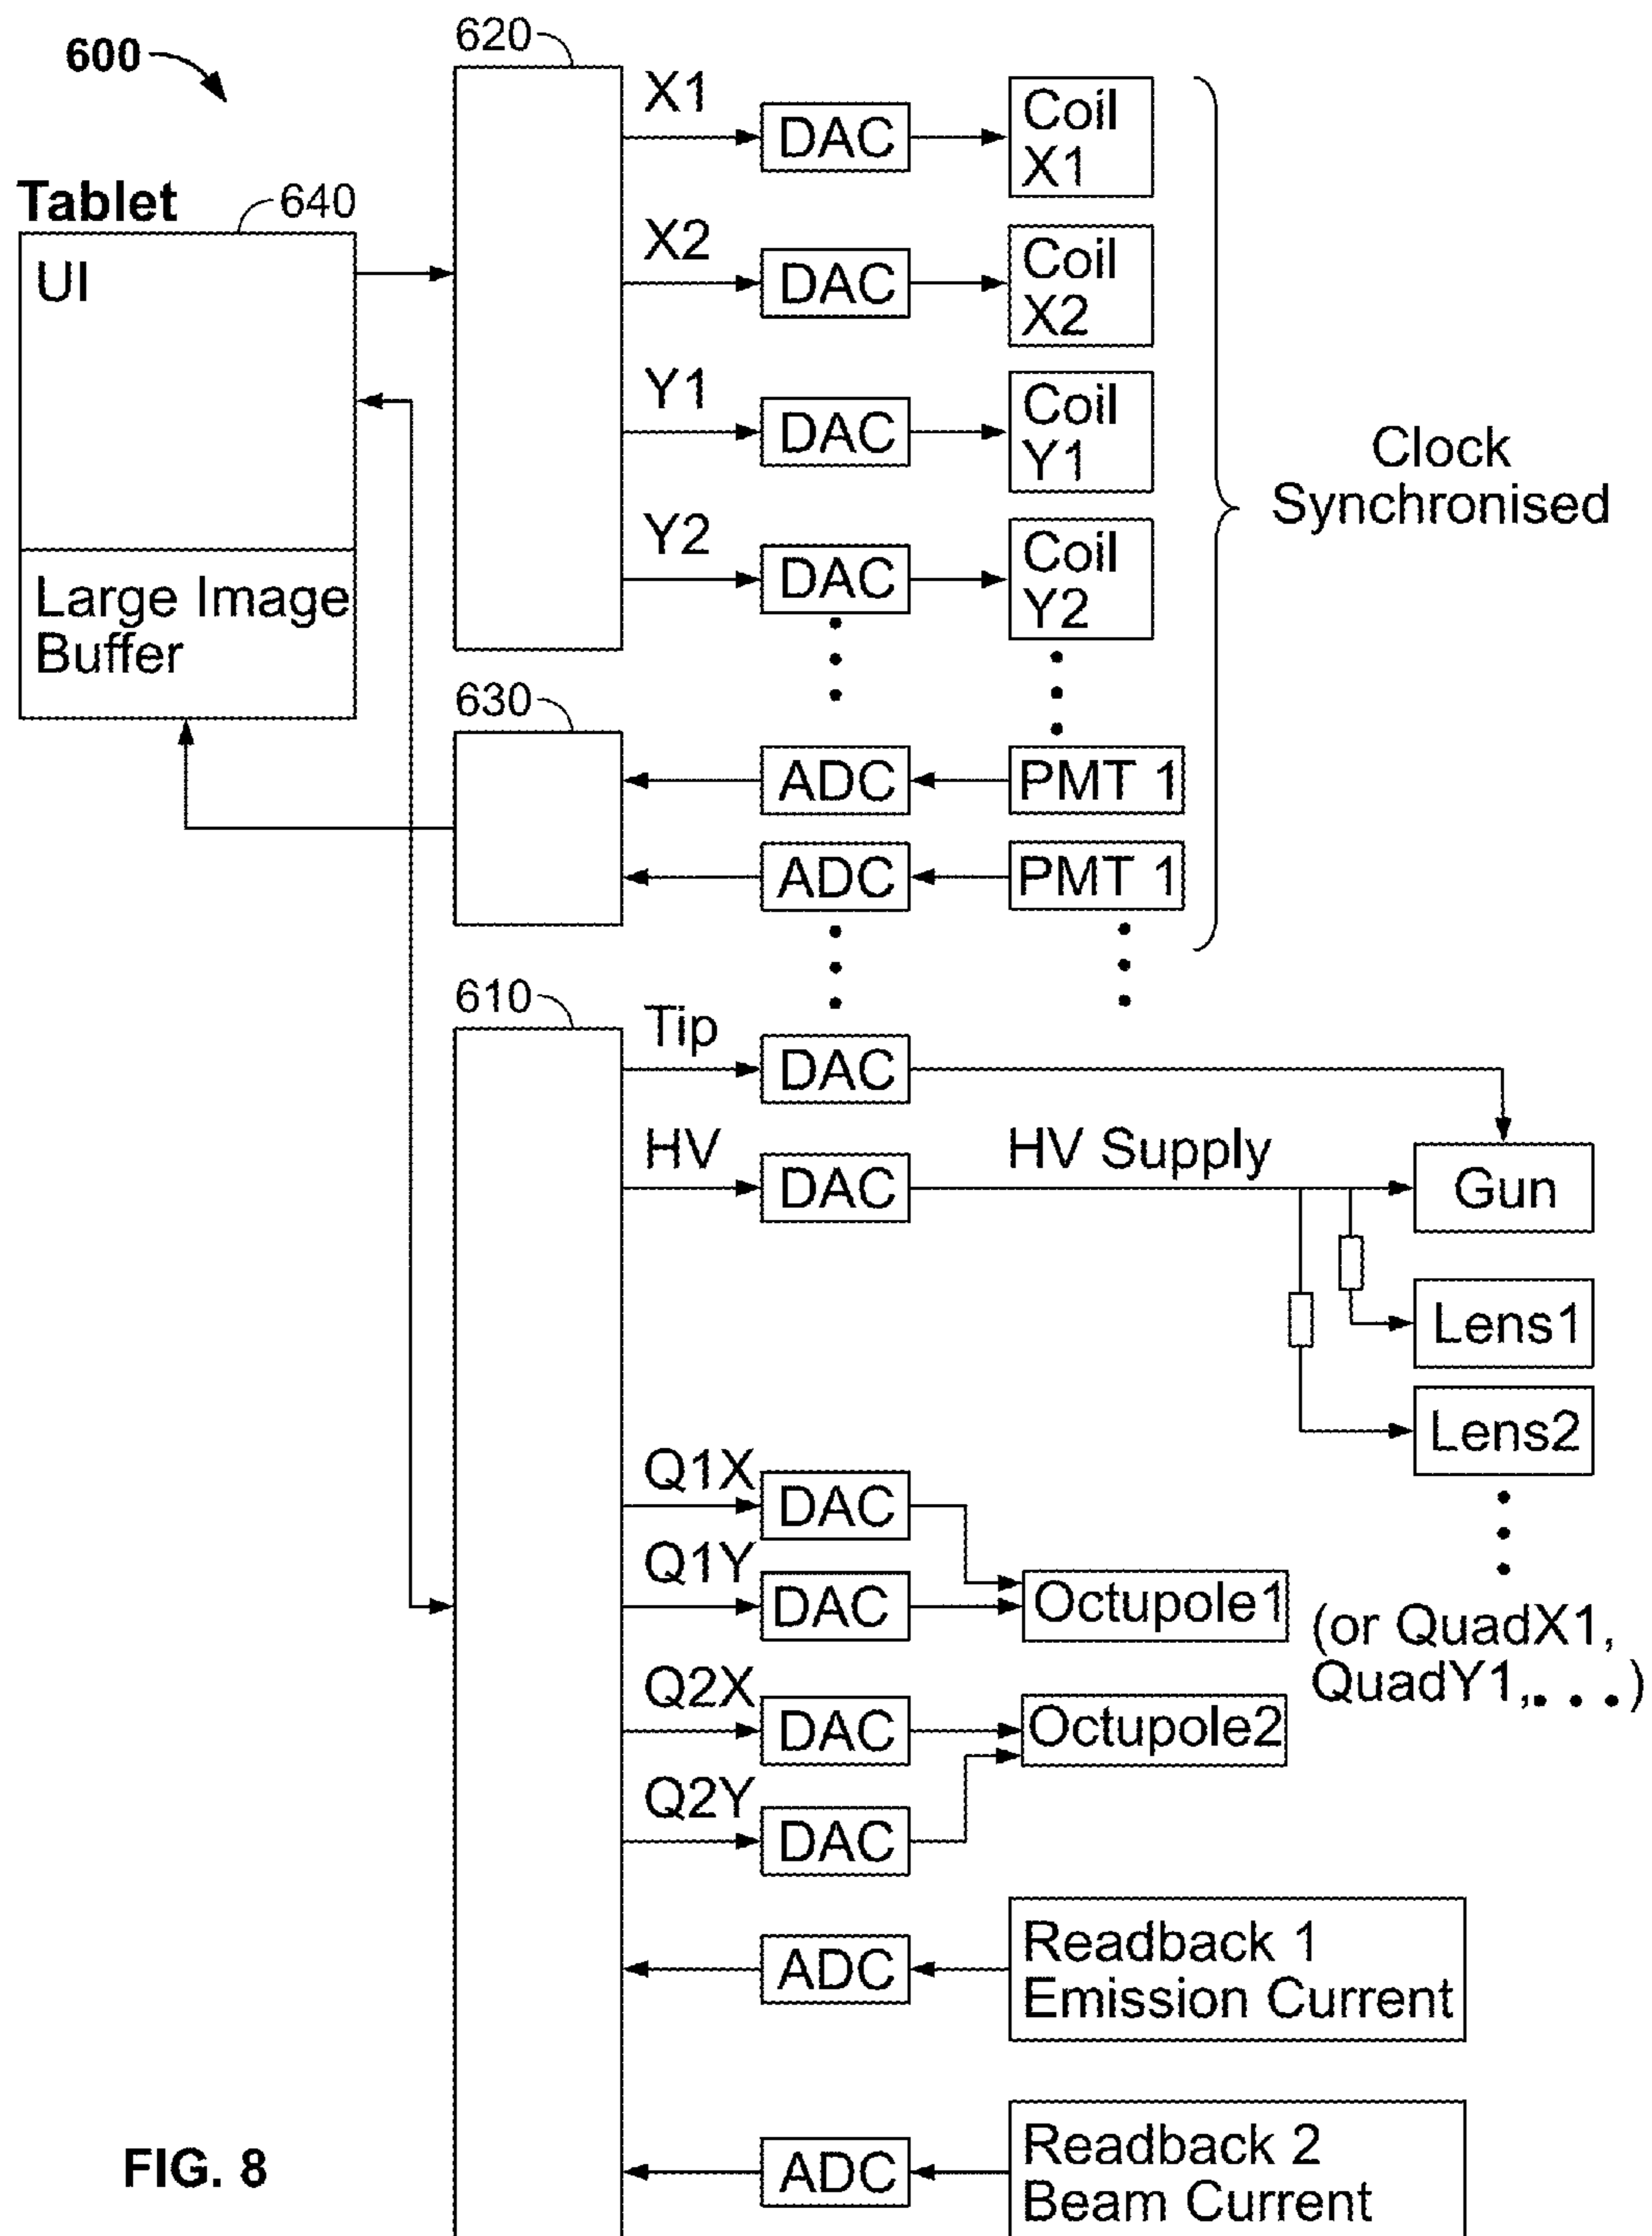 600
620
X1
DAC
Coil
X1
Tablet
640
UI
X2
DAC
Coil
X2
Y1
DAC
Coil
Y1
Clock
Synchronised
Y2
DAC
Coil
Y2
Large Image
Buffer
630
ADC
PMT 1
ADC
PMT 1
610
Tip
DAC
HV
DAC
HV Supply
Gun
Lens1
Lens2
Q1X
DAC
Q1Y
DAC
Octupole1
(or QuadX1,
QuadY1,...)
Q2X
DAC
Octupole2
Q2Y
DAC
ADC
Readback 1
Emission Current
ADC
Readback 2
Beam Current
FIG. 8